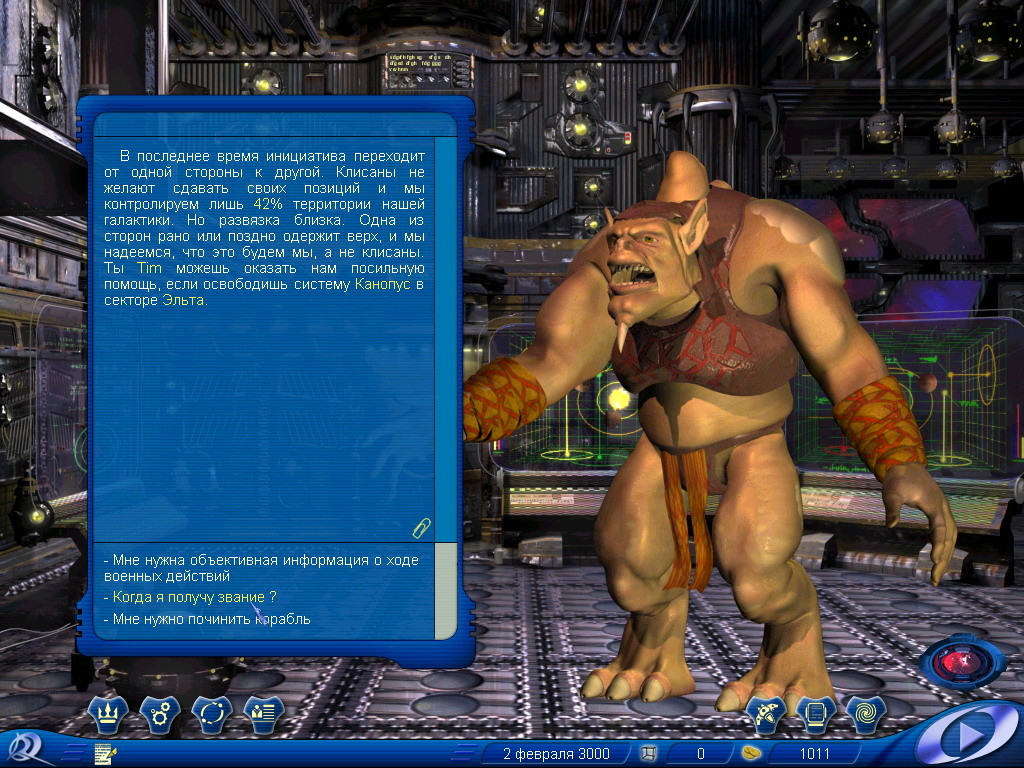 В последнее время инициатива переходит
от одной стороны к другой. Клисаны не
желают сдавать своих позиций и мы
контролируем лишь 42% территории нашей
галактики. Но развязка близка. Одна из
сторон рано или поздно одержит верх, и мы
надеемся, что это будем мы, а не клисаны.
Ты Tim можешь оказать нам посильную
помощь, если освободишь систему Канопус в
секторе Эльта.
- Мне нужна объективная информация о ходе
военных действий
- Когда я получу звание ?
- Мне нужно починить корабль
2 февраля 3000
0
1011